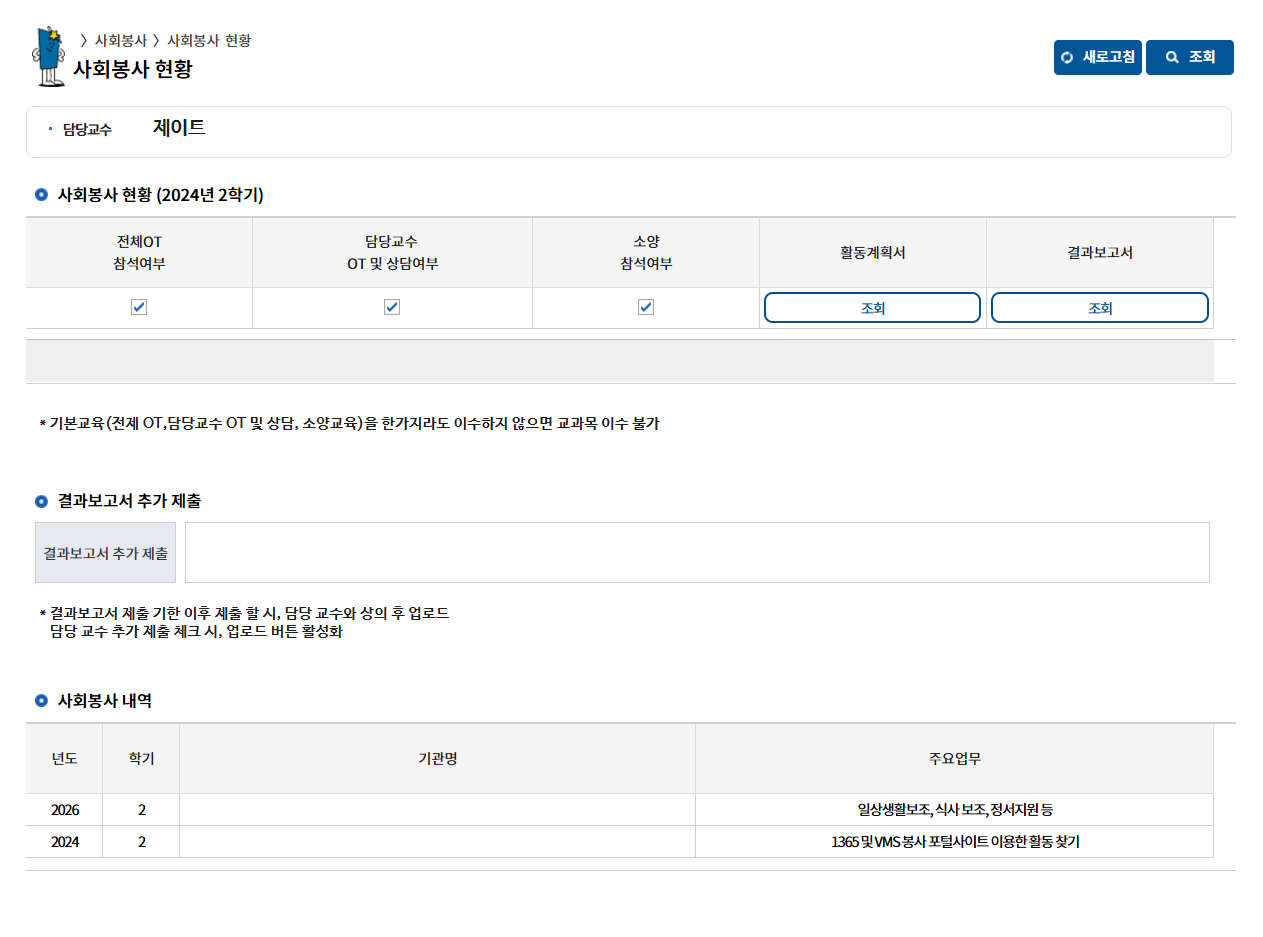 〉 사회봉사 〉 사회봉사 현황
사회봉사 현황
새로고침
조회
담당교수 제이트
사회봉사 현황 (2024년 2학기)
전체OT
참석여부
담당교수
OT 및 상담여부
소양
참석여부
활동계획서
결과보고서
조회
조회
* 기본교육(전제 OT,담당교수 OT 및 상담, 소양교육)을 한가지라도 이수하지 않으면 교과목 이수 불가
결과보고서 추가 제출
결과보고서 추가 제출
* 결과보고서 제출 기한 이후 제출 할 시, 담당 교수와 상의 후 업로드
담당 교수 추가 제출 체크 시, 업로드 버튼 활성화
사회봉사 내역
년도 학기 기관명 주요업무
2026 2 일상생활보조, 식사 보조, 정서지원 등
2024 2 1365 및 VMS 봉사 포털사이트 이용한 활동 찾기